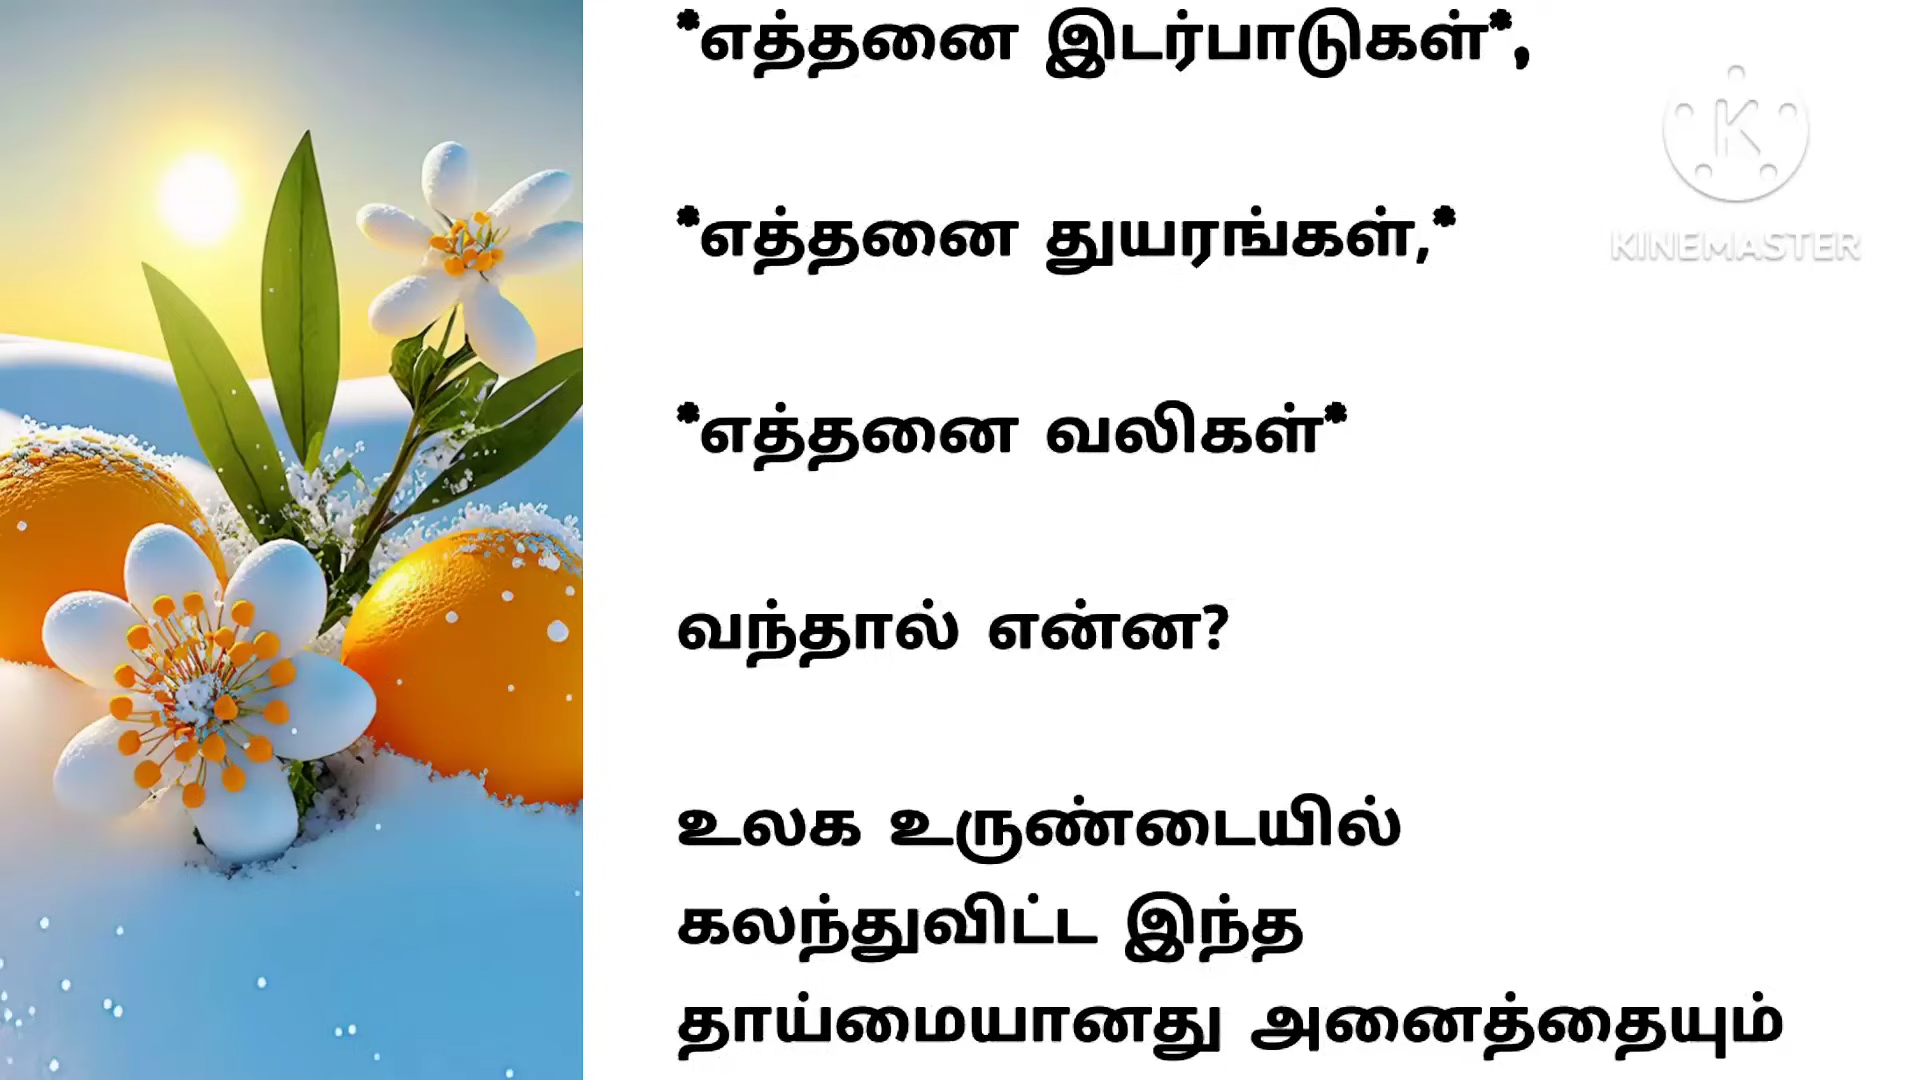 *எத்தனை இடர்பாடுகள்*,
*எத்தனை துயரங்கள்,*
*எத்தனை வலிகள்*
வந்தால் என்ன?
உலக உருண்டையில்
கலந்துவிட்ட இந்த
தாய்மையானது அனைத்தையும்
K
KINEMASTER